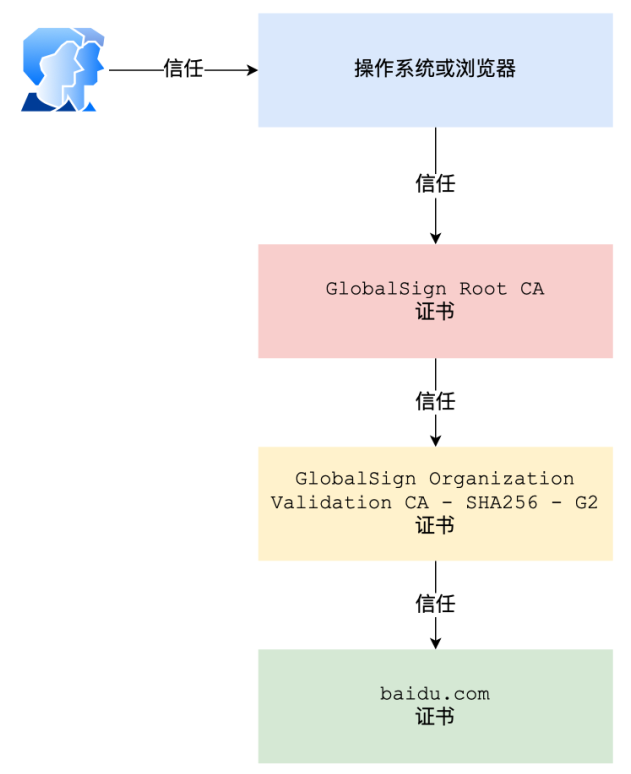 信任
操作系统或浏览器
信任
GlobalSign Root CA
证书
信任
GlobalSign Organization
Validation CA - SHA256 - G2
证书
信任
baidu.com
证书